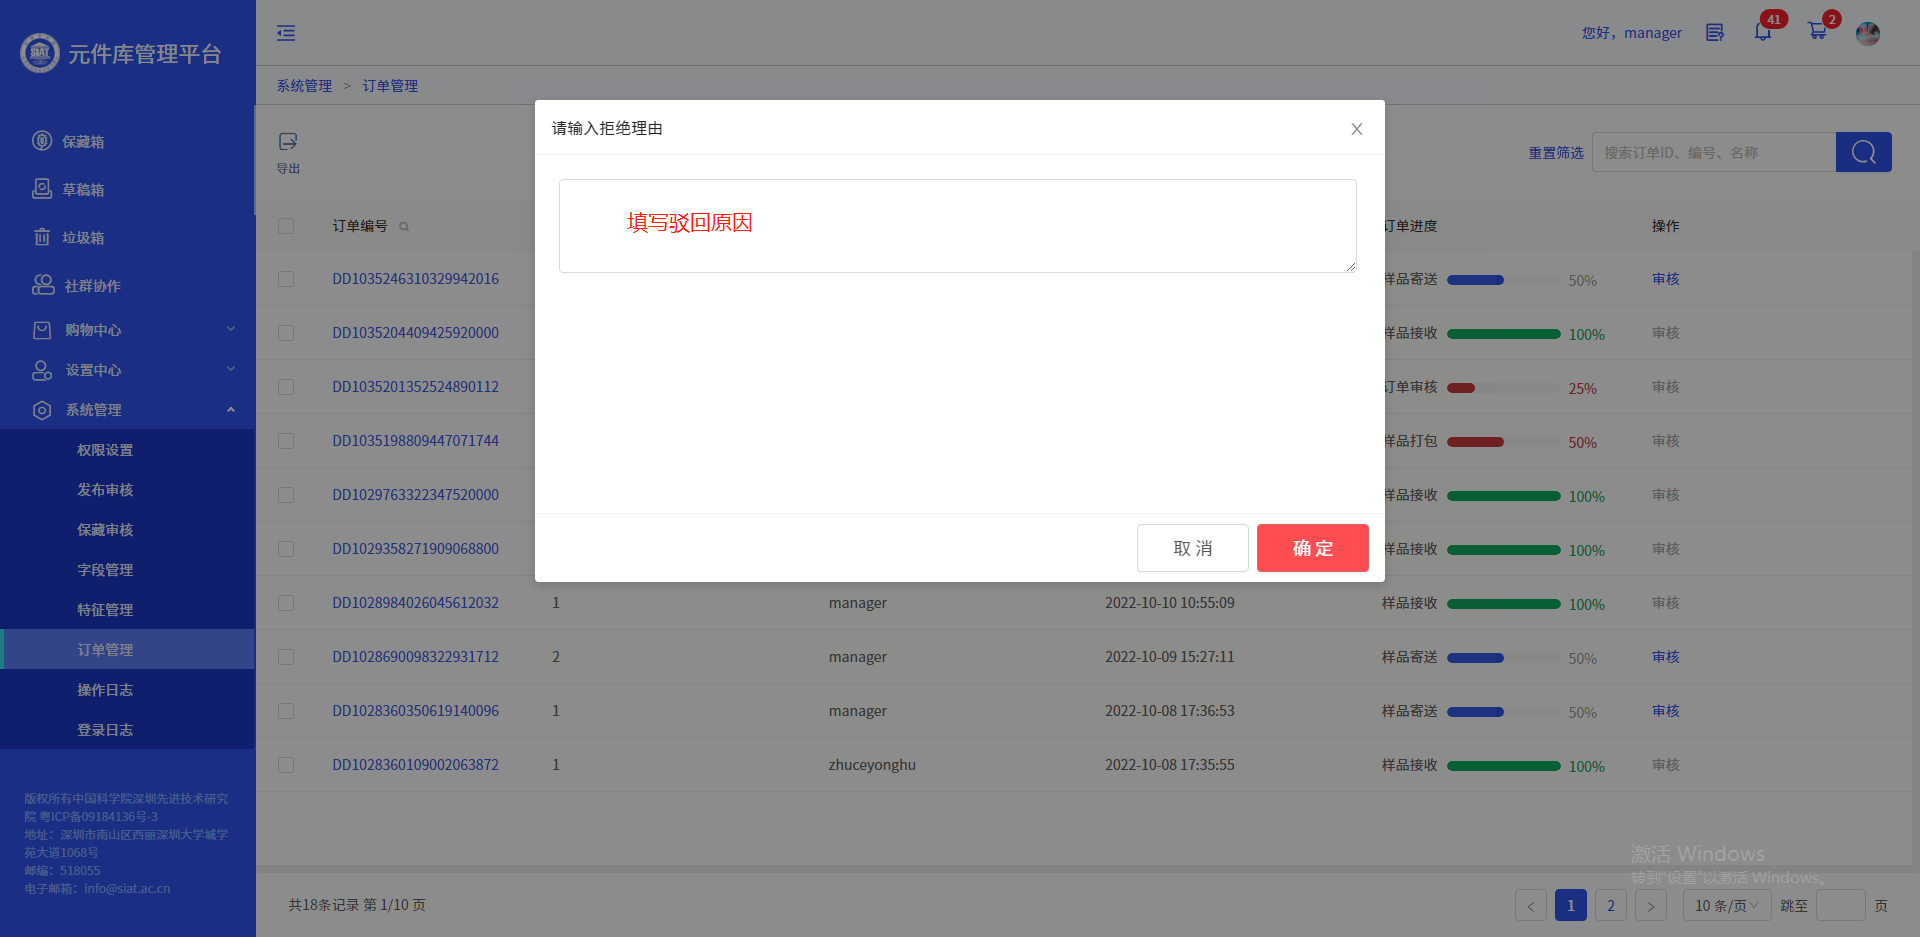 元件库管理平台
您好，manager
41
2
系统管理 > 订单管理
保藏箱
草稿箱
垃圾箱
社群协作
购物中心
设置中心
系统管理
权限设置
发布审核
保藏审核
字段管理
特征管理
订单管理
操作日志
登录日志
版权所有中国科学院深圳先进技术研究
院 粤ICP备09184136号-3
地址：深圳市南山区西丽深圳大学城学
苑大道1068号
邮编：518055
电子邮箱：info@siat.ac.cn
导出
重置筛选
搜索订单ID、编号、名称
请输入拒绝理由
填写驳回原因
取 消
确 定
订单编号 订单进度 操作
DD1035246310329942016 样品寄送 50% 审核
DD1035204409425920000 样品接收 100% 审核
DD1035201352524890112 订单审核 25% 审核
DD1035198809447071744 样品打包 50% 审核
DD1029763322347520000 样品接收 100% 审核
DD1029358271909068800 样品接收 100% 审核
DD1028984026045612032 1 manager 2022-10-10 10:55:09 样品接收 100% 审核
DD1028690098322931712 2 manager 2022-10-09 15:27:11 样品寄送 50% 审核
DD1028360350619140096 1 manager 2022-10-08 17:36:53 样品寄送 50% 审核
DD1028360109002063872 1 zhuceyonghu 2022-10-08 17:35:55 样品接收 100% 审核
激活 Windows
转到"设置"以激活 Windows。
共18条记录 第 1/10 页
< 1 2 > 10 条/页 跳至 页